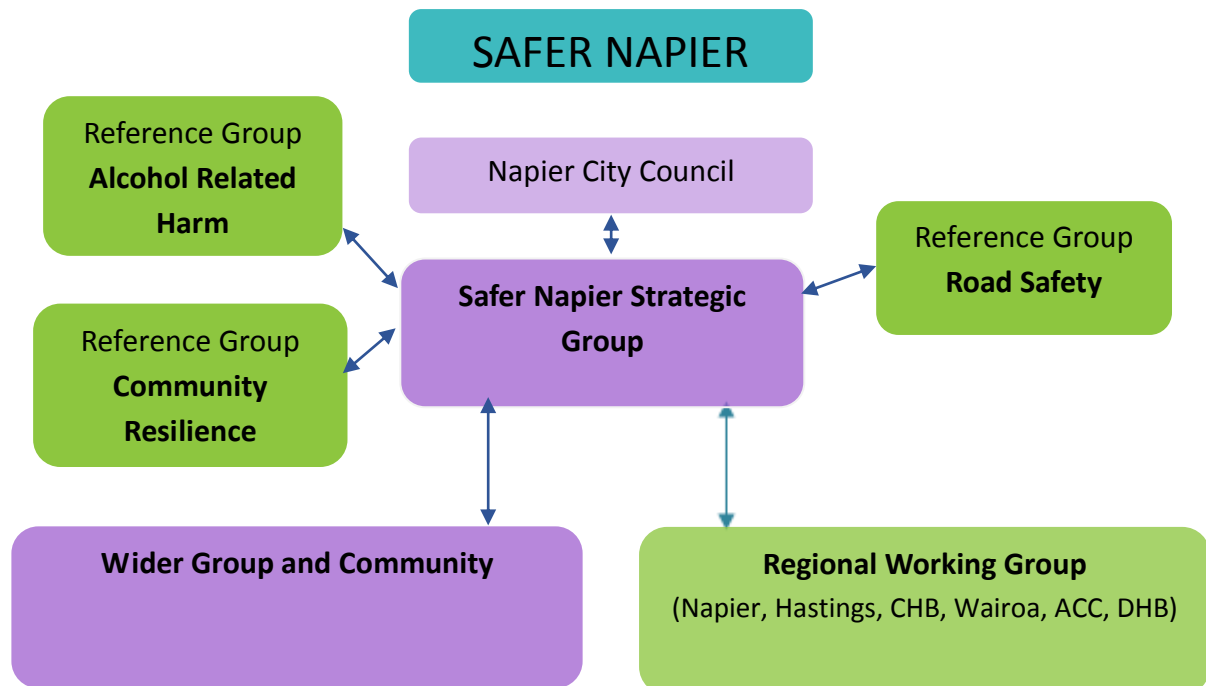 SAFER NAPIER
Reference Group
Alcohol Related
Harm
Napier City Council
Reference Group
Road Safety
Safer Napier Strategic
Group
Reference Group
Community
Resilience
Wider Group and Community
Regional Working Group
(Napier, Hastings, CHB, Wairoa, ACC, DHB)